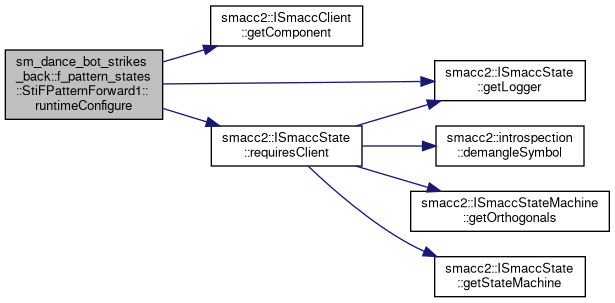 sm_dance_bot_strikes
_back::f_pattern_states
::StiFPatternForward1::
runtimeConfigure
smacc2::ISmaccClient
::getComponent
smacc2::ISmaccState
::getLogger
smacc2::ISmaccState
::requiresClient
smacc2::introspection
::demangleSymbol
smacc2::ISmaccStateMachine
::getOrthogonals
smacc2::ISmaccState
::getStateMachine